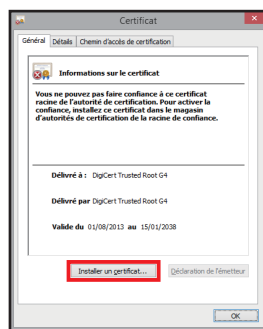 Certificat
Général
Détails
Chemin d'accès de certification
Informations sur le certificat
Vous ne pouvez pas faire confiance à ce certificat
racine de l'autorité de certification. Pour activer la
confiance, installez ce certificat dans le magasin
d'autorités de certification de la racine de confiance.
Délivré à : DigiCert Trusted Root G4
Délivré par DigiCert Trusted Root G4
Valide du 01/08/2013 au 15/01/2038
Installer un certificat...
Déclaration de l'émetteur
OK